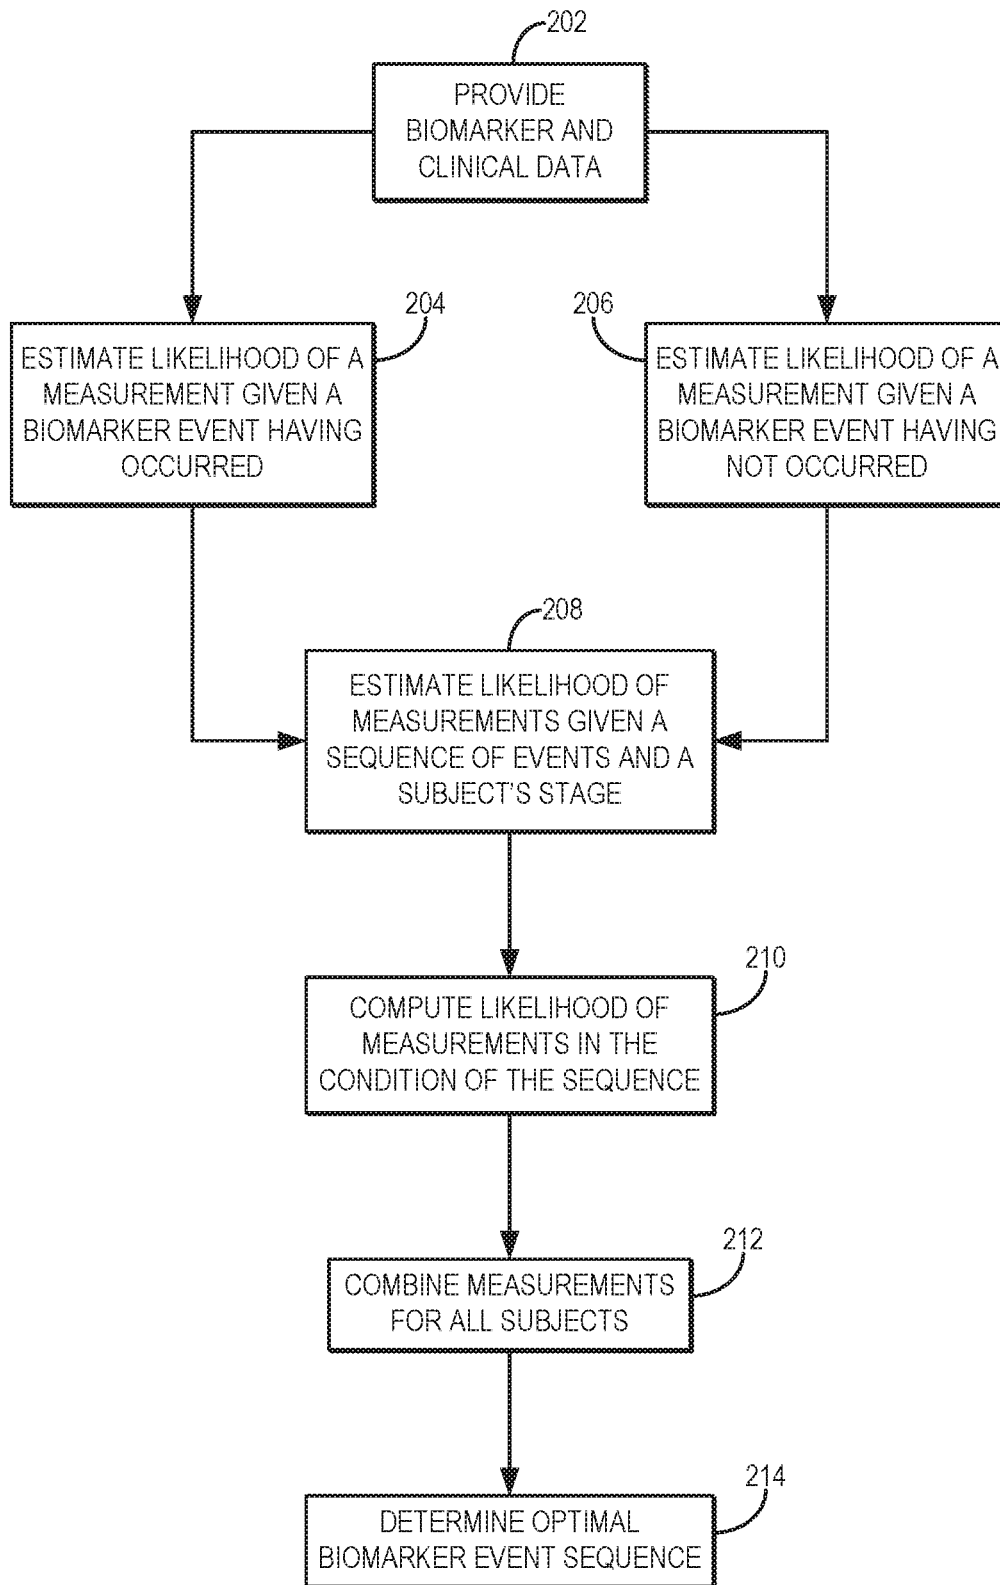 202
PROVIDE
BIOMARKER AND
CLINICAL DATA
204
ESTIMATE LIKELIHOOD OF A
MEASUREMENT GIVEN A
BIOMARKER EVENT HAVING
OCCURRED
206
ESTIMATE LIKELIHOOD OF A
MEASUREMENT GIVEN A
BIOMARKER EVENT HAVING
NOT OCCURRED
208
ESTIMATE LIKELIHOOD OF
MEASUREMENTS GIVEN A
SEQUENCE OF EVENTS AND A
SUBJECT'S STAGE
210
COMPUTE LIKELIHOOD OF
MEASUREMENTS IN THE
CONDITION OF THE SEQUENCE
212
COMBINE MEASUREMENTS
FOR ALL SUBJECTS
214
DETERMINE OPTIMAL
BIOMARKER EVENT SEQUENCE